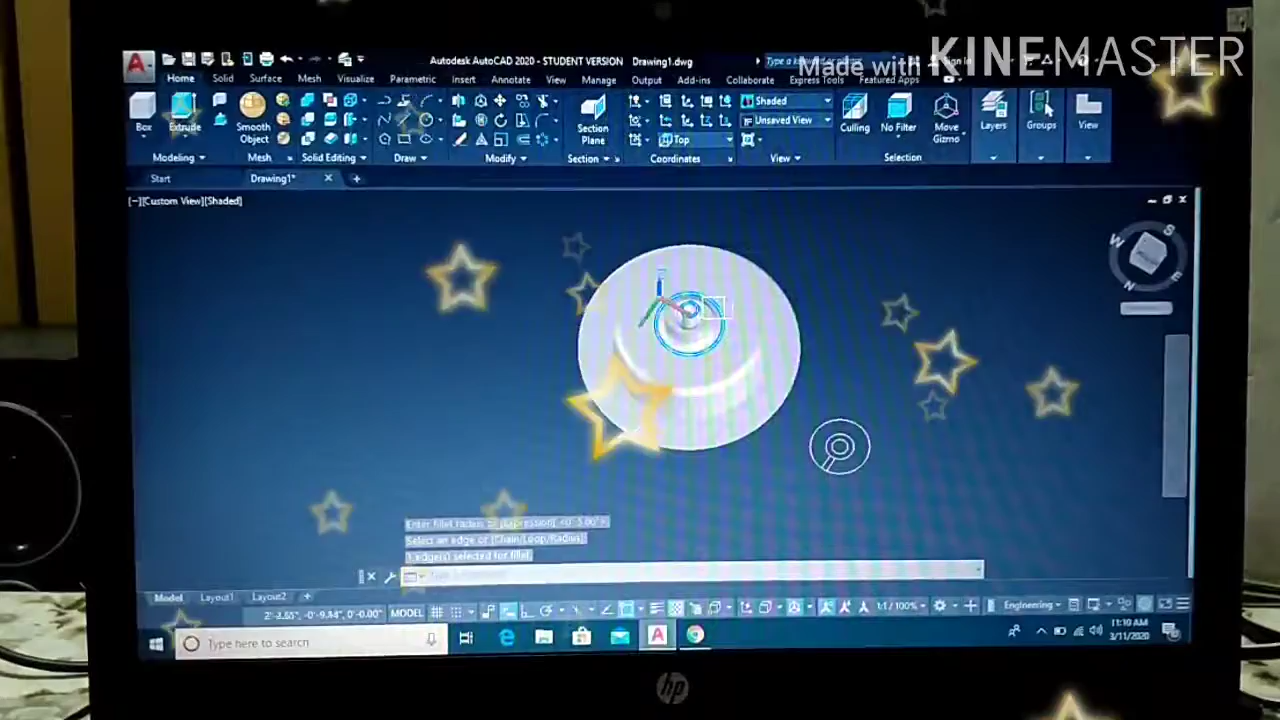 Made with KINEMASTER
Autodesk AutoCAD 2020 - STUDENT VERSION Drawing1.dwg
Home Solid Surface Mesh Visualize Parametric Insert Annotate View Manage Output Add-ins Collaborate Express Tools Featured Apps
Box Extrude Smooth Object Section Plane Shaded Unsaved View Top Culling No Filter Move Gizmo Layers Groups View
Modeling Mesh Solid Editing Draw Modify Section Coordinates View Selection
Start Drawing1*
[−][Custom View][Shaded]
W S N E
Enter fillet radius or [Expression]
Select an edge or [Chain/Loop/Radius]:
1 edge(s) selected for fillet.
Model Layout1 Layout2 +
MODEL 1:1 / 100% Engineering
Type here to search
11:10 AM
3/11/2020
hp